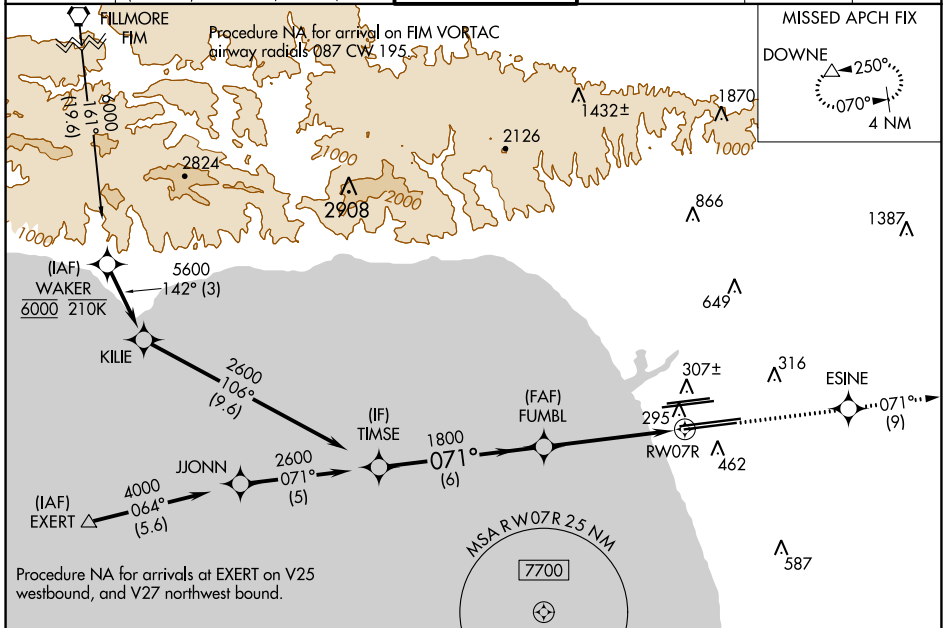 FILLMORE
FIM
Procedure NA for arrival on FIM VORTAC
airway radials 087 CW 195.
MISSED APCH FIX
DOWNE
250°
070°
4 NM
6000
161°
(19.6)
1432±
1870
1000
2126
1000
2824
2908
2000
866
1387
1000
(IAF)
WAKER
6000 210K
5600
142° (3)
649
KILIE
2600
106°
(9.6)
307±
316
ESINE
295
071°
(9)
(FAF)
FUMBL
RW07R
462
(IF)
TIMSE
1800
071°
(6)
JJONN
2600
071°
(5)
4000
064°
(5.6)
(IAF)
EXERT
587
MSA RW07R 25 NM
7700
Procedure NA for arrivals at EXERT on V25
westbound, and V27 northwest bound.